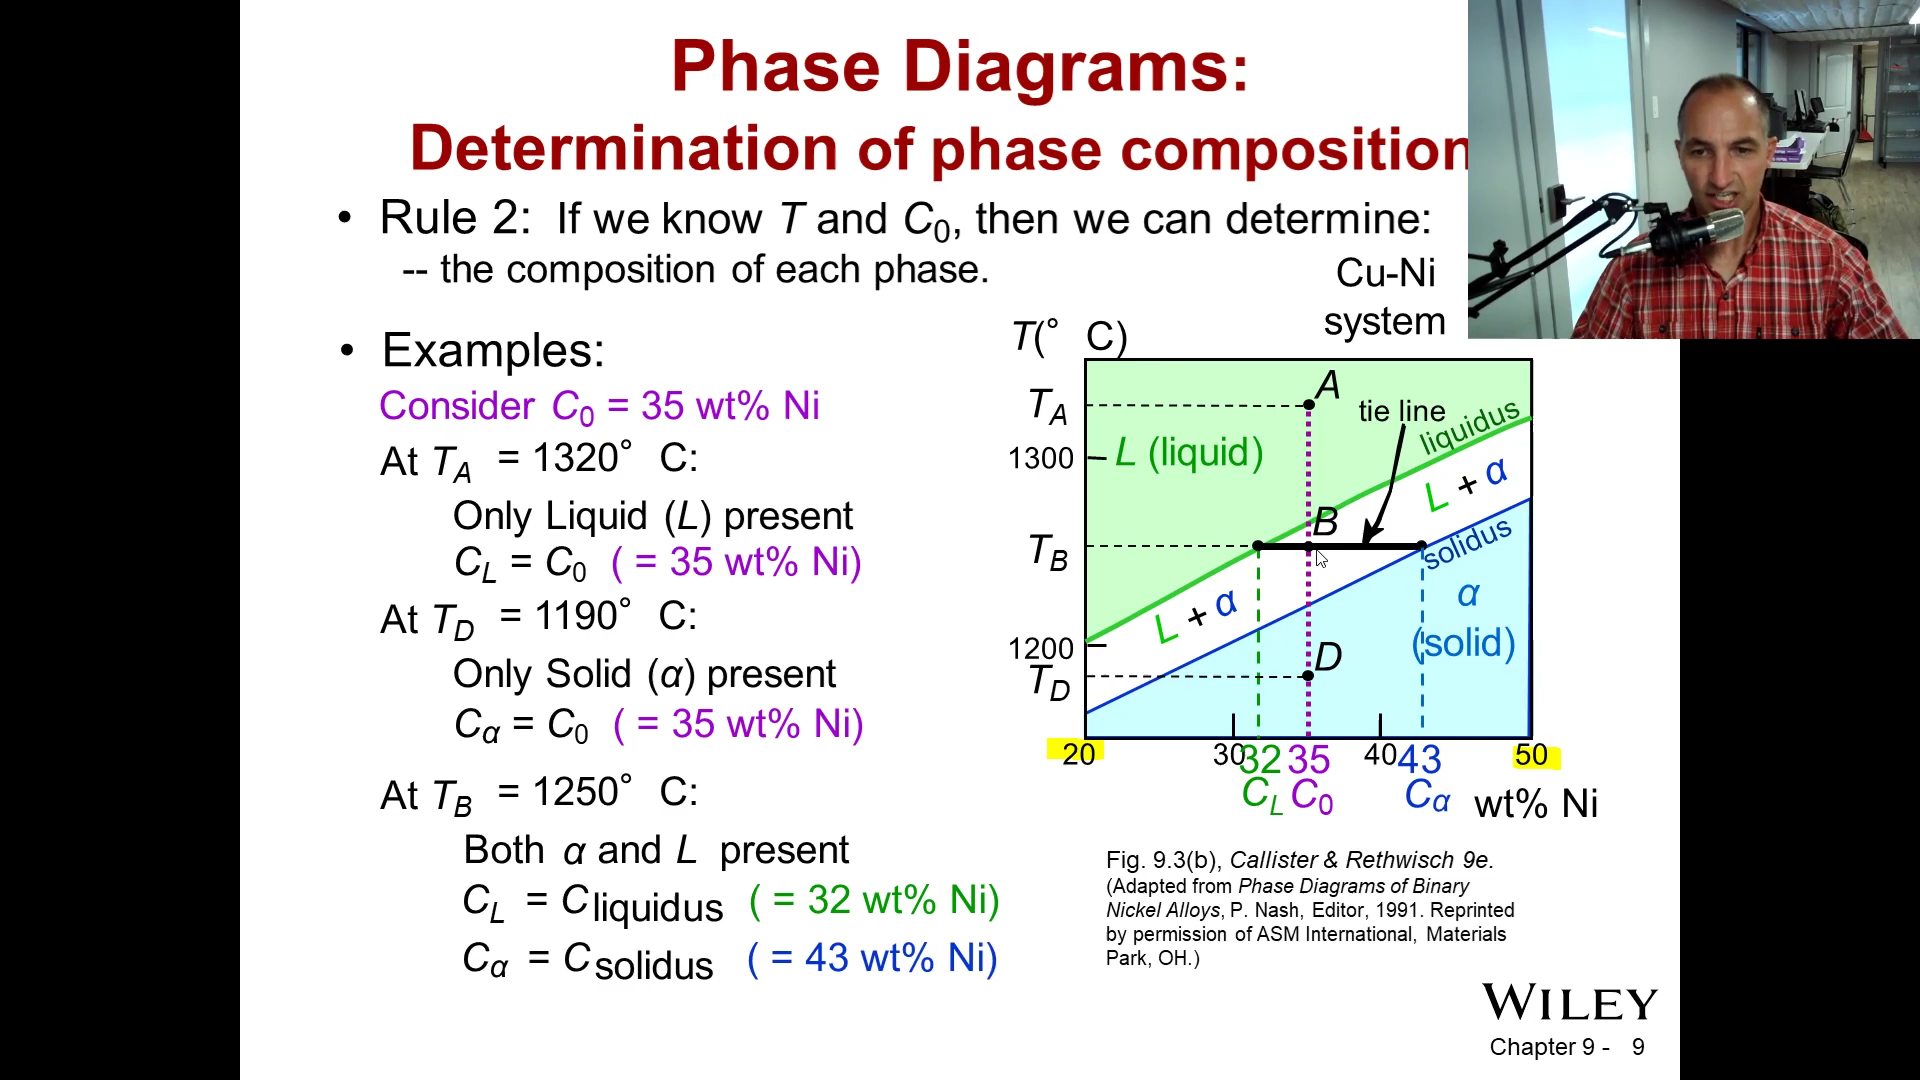 Phase Diagrams:
Determination of phase composition
• Rule 2: If we know T and C0, then we can determine:
-- the composition of each phase.
• Examples:
Consider C0 = 35 wt% Ni
At TA = 1320° C:
Only Liquid (L) present
CL = C0 ( = 35 wt% Ni)
At TD = 1190° C:
Only Solid (α) present
Cα = C0 ( = 35 wt% Ni)
At TB = 1250° C:
Both α and L present
CL = Cliquidus ( = 32 wt% Ni)
Cα = Csolidus ( = 43 wt% Ni)
Cu-Ni
system
T(° C)
TA
A
tie line
liquidus
1300
L (liquid)
L + α
B
TB
solidus
α
(solid)
L + α
1200
D
TD
20
30
32
35
40
43
50
CL
C0
Cα
wt% Ni
Fig. 9.3(b), Callister & Rethwisch 9e.
(Adapted from Phase Diagrams of Binary
Nickel Alloys, P. Nash, Editor, 1991. Reprinted
by permission of ASM International, Materials
Park, OH.)
WILEY
Chapter 9 - 9